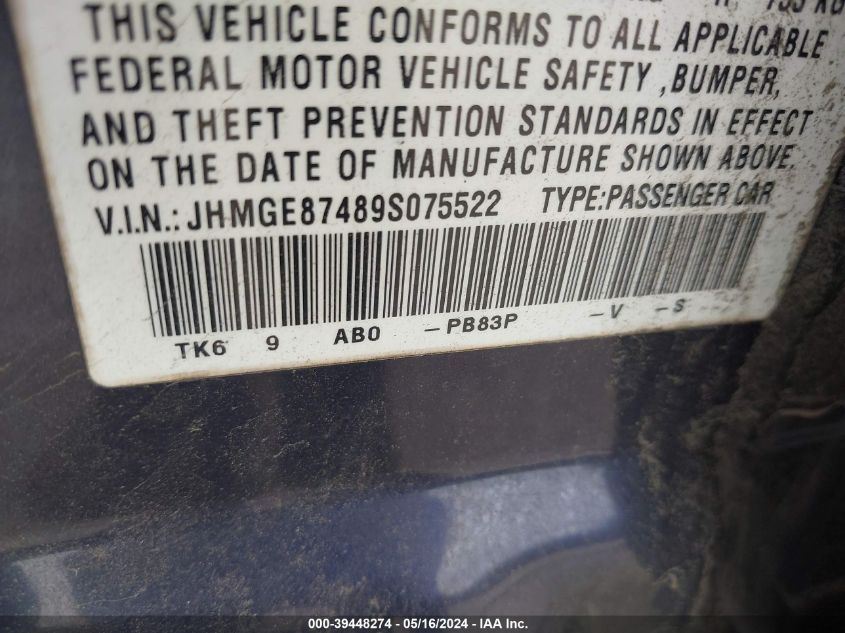 THIS VEHICLE CONFORMS TO ALL APPLICABLE
FEDERAL MOTOR VEHICLE SAFETY ,BUMPER,
AND THEFT PREVENTION STANDARDS IN EFFECT
ON THE DATE OF MANUFACTURE SHOWN ABOVE.
V.I.N.: JHMGE87489S075522 TYPE:PASSENGER CAR
TK6 9 AB0 -PB83P -V -S
000-39448274 - 05/16/2024 - IAA Inc.